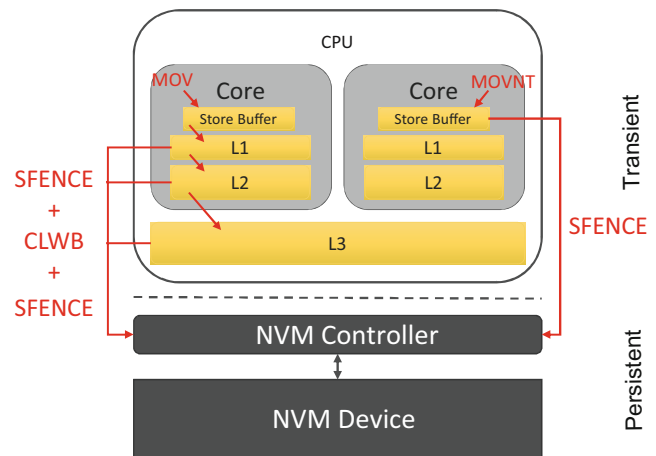 CPU
MOV
Core
Store Buffer
L1
L2
MOVNT
Core
Store Buffer
L1
L2
L3
SFENCE
+
CLWB
+
SFENCE
SFENCE
Transient
NVM Controller
NVM Device
Persistent